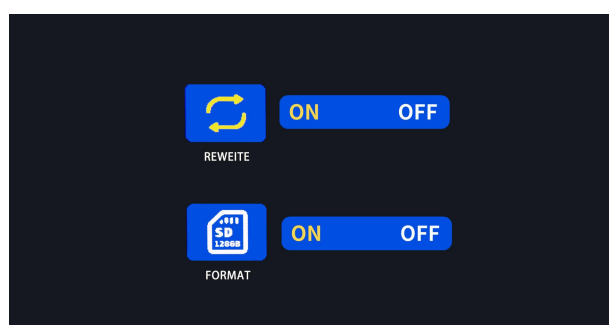 ON OFF
REWEITE
SD
128GB
ON OFF
FORMAT